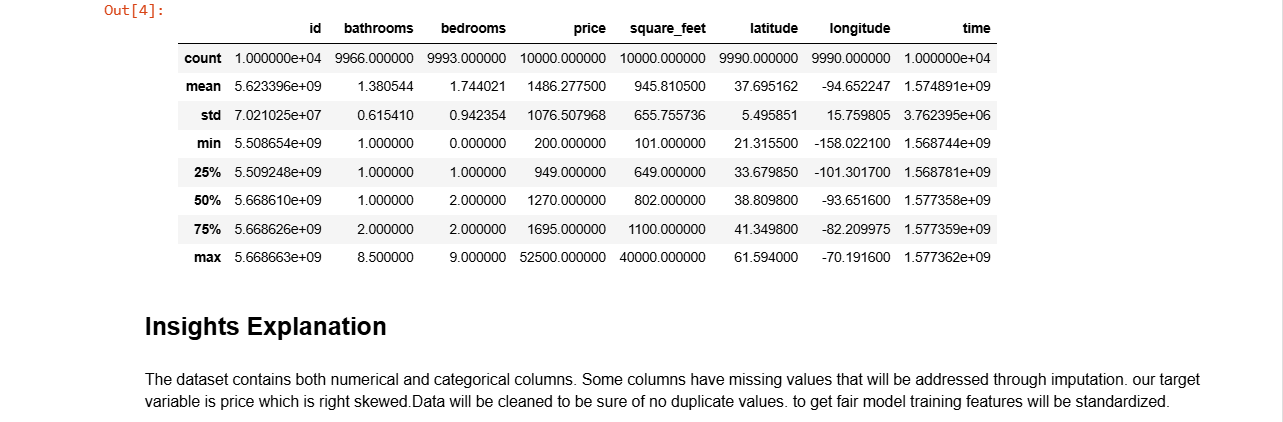 Out[4]:
id bathrooms bedrooms price square_feet latitude longitude time
count 1.000000e+04 9966.000000 9993.000000 10000.000000 10000.000000 9990.000000 9990.000000 1.000000e+04
mean 5.623396e+09 1.380544 1.744021 1486.277500 945.810500 37.695162 -94.652247 1.574891e+09
std 7.021025e+07 0.615410 0.942354 1076.507968 655.755736 5.495851 15.759805 3.762395e+06
min 5.508654e+09 1.000000 0.000000 200.000000 101.000000 21.315500 -158.022100 1.568744e+09
25% 5.509248e+09 1.000000 1.000000 949.000000 649.000000 33.679850 -101.301700 1.568781e+09
50% 5.668610e+09 1.000000 2.000000 1270.000000 802.000000 38.809800 -93.651600 1.577358e+09
75% 5.668626e+09 2.000000 2.000000 1695.000000 1100.000000 41.349800 -82.209975 1.577359e+09
max 5.668663e+09 8.500000 9.000000 52500.000000 40000.000000 61.594000 -70.191600 1.577362e+09
Insights Explanation
The dataset contains both numerical and categorical columns. Some columns have missing values that will be addressed through imputation. our target
variable is price which is right skewed.Data will be cleaned to be sure of no duplicate values. to get fair model training features will be standardized.